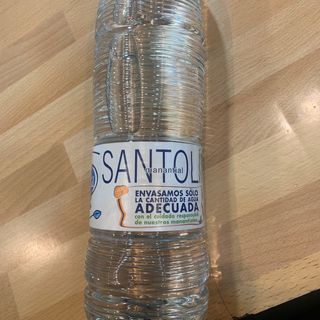 SANTOL
manantial
ENVASAMOS SOLO
LA CANTIDAD DE AGUA
ADECUADA
con el cuidado responsable
de nuestros manantiales